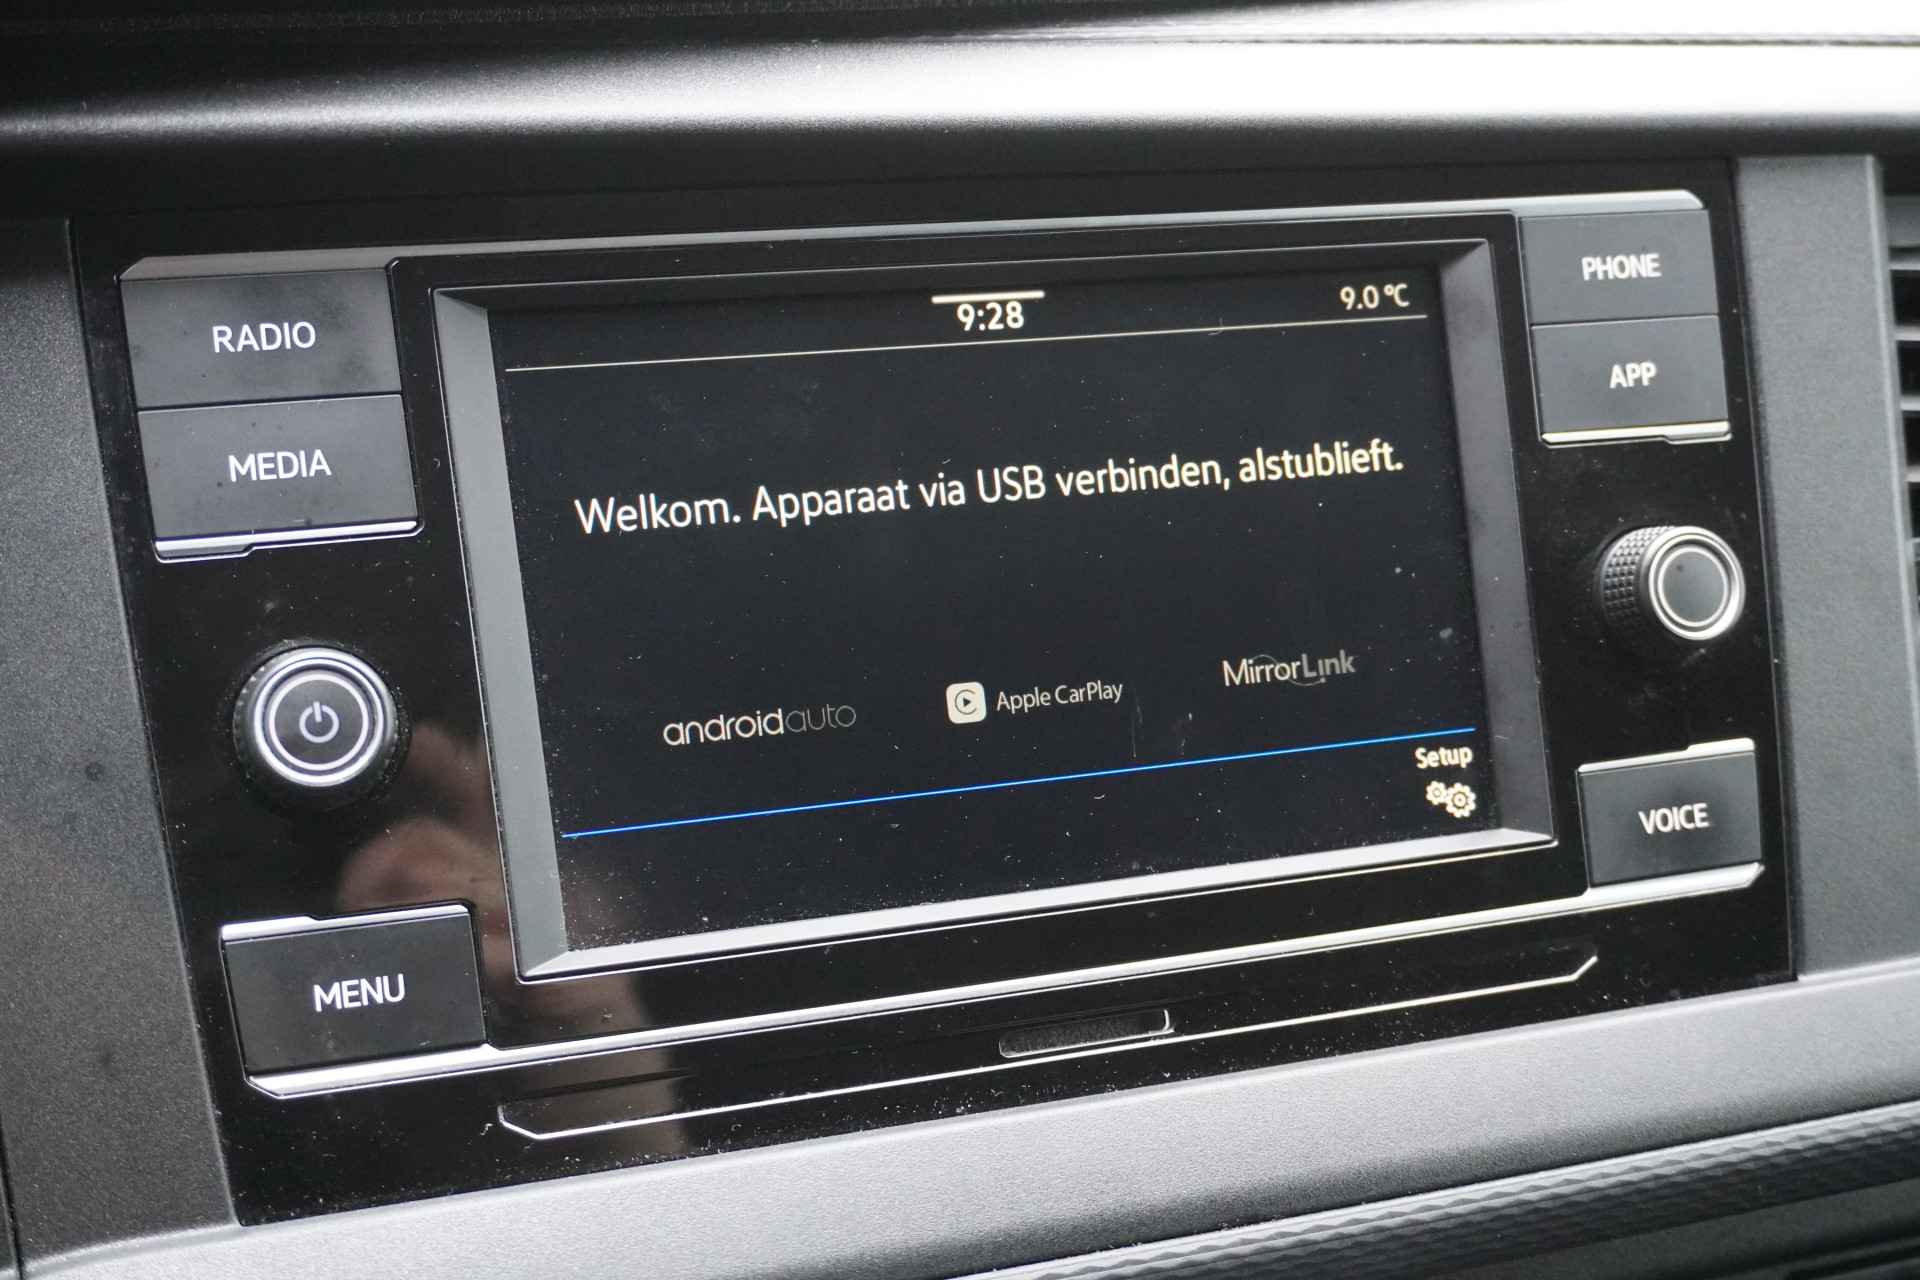 RADIO
MEDIA
MENU
9:28
9.0 °C
Welkom. Apparaat via USB verbinden, alstublieft.
androidauto
Apple CarPlay
MirrorLink
Setup
PHONE
APP
VOICE